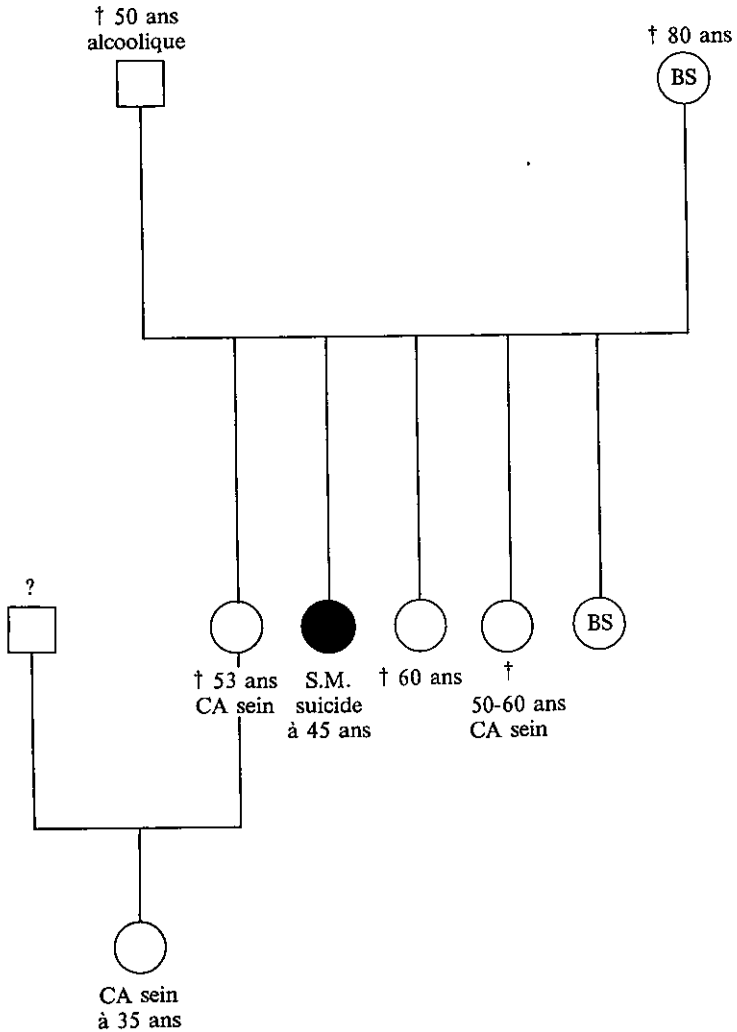 † 50 ans
alcoolique
† 80 ans
BS
?
BS
† 53 ans
CA sein
S.M.
suicide
à 45 ans
† 60 ans
†
50-60 ans
CA sein
CA sein
à 35 ans